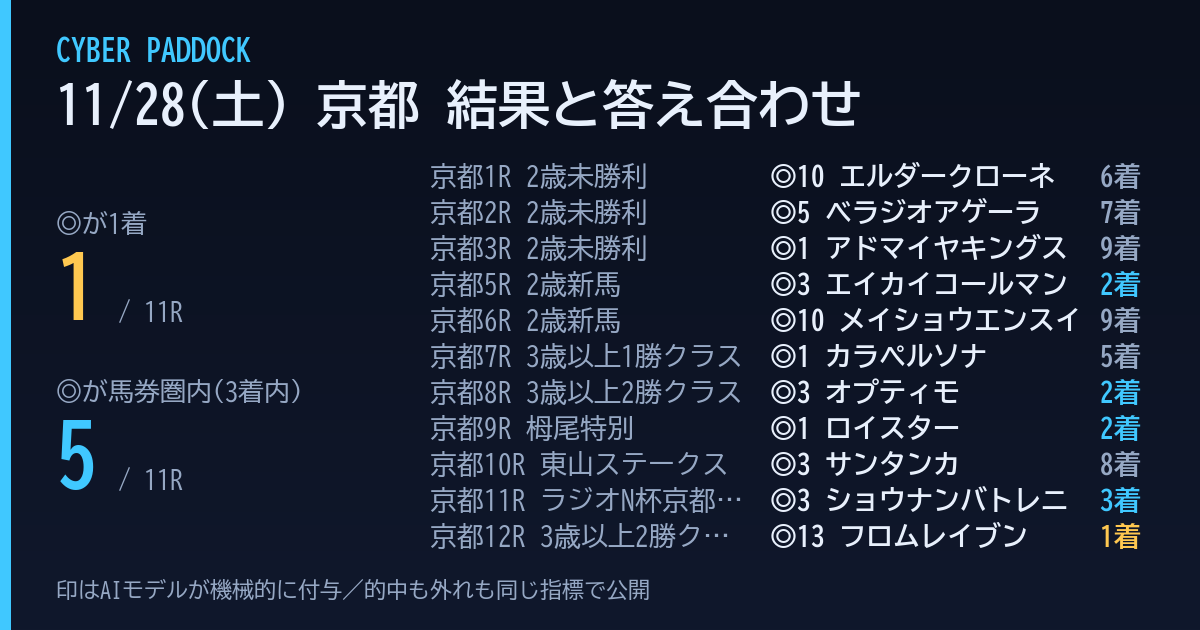 CYBER PADDOCK
11/28(土) 京都 結果と答え合わせ
◎が1着
1 / 11R
◎が馬券圏内(3着内)
5 / 11R
京都1R 2歳未勝利 ◎10 エルダークローネ 6着
京都2R 2歳未勝利 ◎5 ベラジオアゲーラ 7着
京都3R 2歳未勝利 ◎1 アドマイヤキングス 9着
京都5R 2歳新馬 ◎3 エイカイコールマン 2着
京都6R 2歳新馬 ◎10 メイショウエンスイ 9着
京都7R 3歳以上1勝クラス ◎1 カラペルソナ 5着
京都8R 3歳以上2勝クラス ◎3 オプティモ 2着
京都9R 栂尾特別 ◎1 ロイスター 2着
京都10R 東山ステークス ◎3 サンタンカ 8着
京都11R ラジオN杯京都… ◎3 ショウナンバトレニ 3着
京都12R 3歳以上2勝ク… ◎13 フロムレイブン 1着
印はAIモデルが機械的に付与／的中も外れも同じ指標で公開